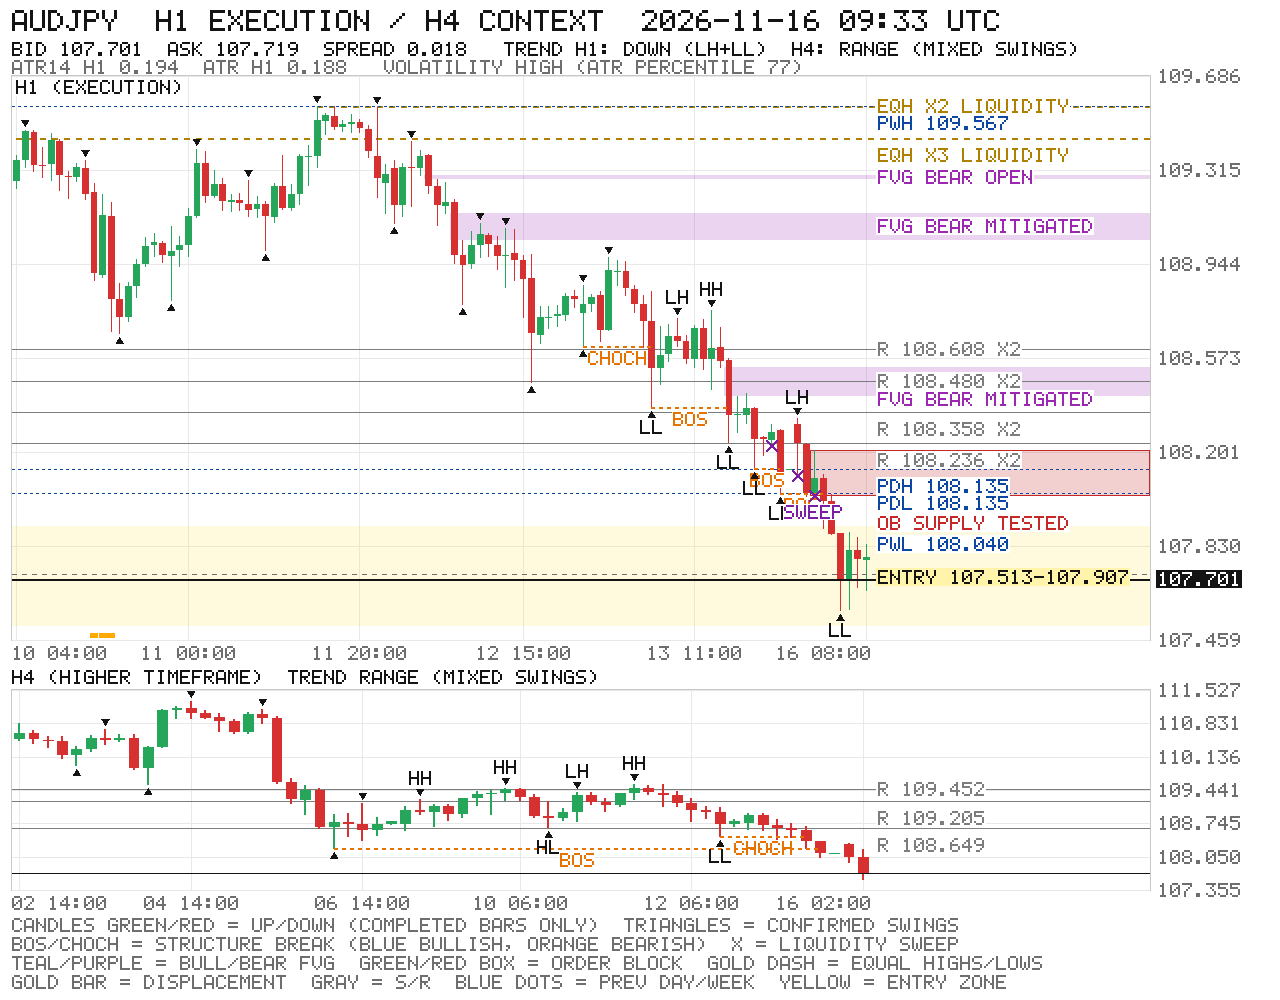 AUDJPY  H1 EXECUTION / H4 CONTEXT  2026-11-16 09:33 UTC
BID 107.701  ASK 107.719  SPREAD 0.018   TREND H1: DOWN (LH+LL)  H4: RANGE (MIXED SWINGS)
ATR14 H1 0.194  ATR H1 0.188   VOLATILITY HIGH (ATR PERCENTILE 77)
109.686
H1 (EXECUTION)
EQH X2 LIQUIDITY
PWH 109.567
EQH X3 LIQUIDITY
109.315
FVG BEAR OPEN
FVG BEAR MITIGATED
108.944
LH HH
R 108.608 X2
CHOCH
108.573
R 108.480 X2
FVG BEAR MITIGATED
LH
BOS
LL
R 108.358 X2
108.201
LL
R 108.236 X2
BOS
LL
PDH 108.135
PDL 108.135
SWEEP
OB SUPPLY TESTED
PWL 108.040
107.830
ENTRY 107.513-107.907
107.701
LL
107.459
10 04:00 11 00:00 11 20:00 12 15:00 13 11:00 16 08:00
H4 (HIGHER TIMEFRAME)  TREND RANGE (MIXED SWINGS)
111.527
110.831
110.136
HH HH LH HH
R 109.452
109.441
R 109.205
108.745
HL
BOS
LL
CHOCH
R 108.649
108.050
107.355
02 14:00 04 14:00 06 14:00 10 06:00 12 06:00 16 02:00
CANDLES GREEN/RED = UP/DOWN (COMPLETED BARS ONLY)  TRIANGLES = CONFIRMED SWINGS
BOS/CHOCH = STRUCTURE BREAK (BLUE BULLISH, ORANGE BEARISH)  X = LIQUIDITY SWEEP
TEAL/PURPLE = BULL/BEAR FVG  GREEN/RED BOX = ORDER BLOCK  GOLD DASH = EQUAL HIGHS/LOWS
GOLD BAR = DISPLACEMENT  GRAY = S/R  BLUE DOTS = PREV DAY/WEEK  YELLOW = ENTRY ZONE